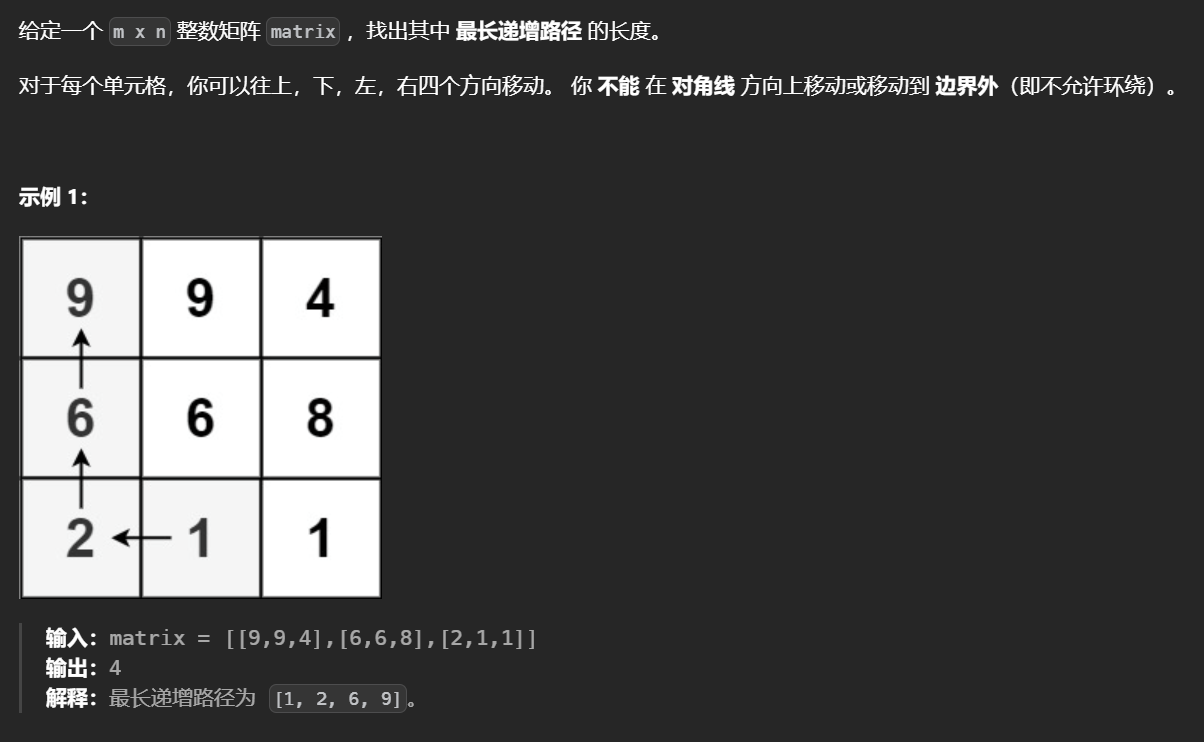 给定一个 m x n 整数矩阵 matrix ，找出其中 最长递增路径 的长度。
对于每个单元格，你可以往上，下，左，右四个方向移动。 你 不能 在 对角线 方向上移动或移动到 边界外（即不允许环绕）。
示例 1：
9 9 4
6 6 8
2 1 1
输入：matrix = [[9,9,4],[6,6,8],[2,1,1]]
输出：4
解释：最长递增路径为 [1, 2, 6, 9]。